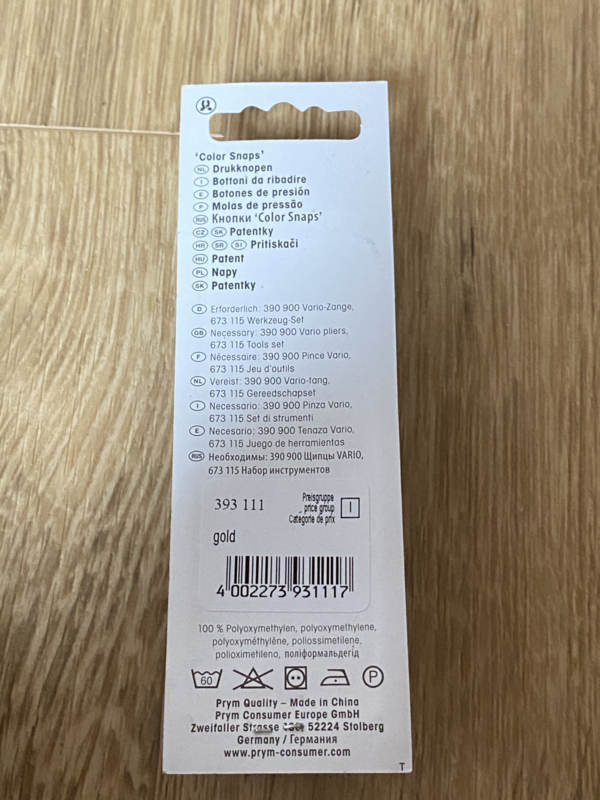 'Color Snaps'
NL Drukknopen
I Bottoni da ribadire
E Botones de presión
P Molas de pressão
RUS Кнопки 'Color Snaps'
CZ SK Patentky
HR SR SI Pritiskači
HU Patent
PL Napy
SK Patentky
D Erforderlich: 390 900 Vario-Zange,
673 115 Werkzeug-Set
GB Necessary: 390 900 Vario pliers,
673 115 Tools set
F Nécessaire: 390 900 Pince Vario,
673 115 Jeu d'outils
NL Vereist: 390 900 Vario-tang,
673 115 Gereedschapset
I Necessario: 390 900 Pinza Vario,
673 115 Set di strumenti
E Necesario: 390 900 Tenaza Vario,
673 115 Juego de herramientas
RUS Необходимы: 390 900 Щипцы VARIO,
673 115 Набор инструментов
393 111
Preisgruppe
price group
Catégorie de prix
I
gold
4 002273 931117
100 % Polyoxymethylen, polyoxymethylene,
polyoxyméthylène, poliossimetilene,
polioximetileno, поліформальдегід
60
P
Prym Quality – Made in China
Prym Consumer Europe GmbH
Zweifaller Strasse 52224 Stolberg
Germany / Германия
www.prym-consumer.com
T